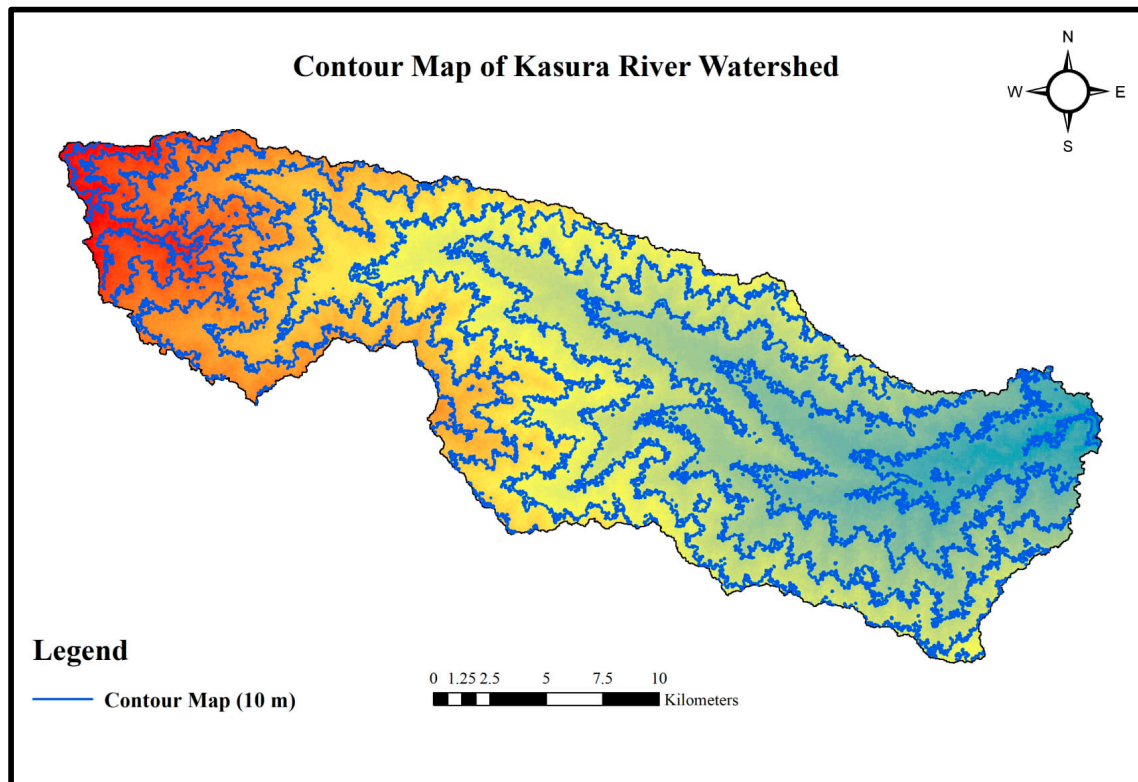 Contour Map of Kasura River Watershed
N
W E
S
Legend
Contour Map (10 m)
0 1.25 2.5 5 7.5 10
Kilometers